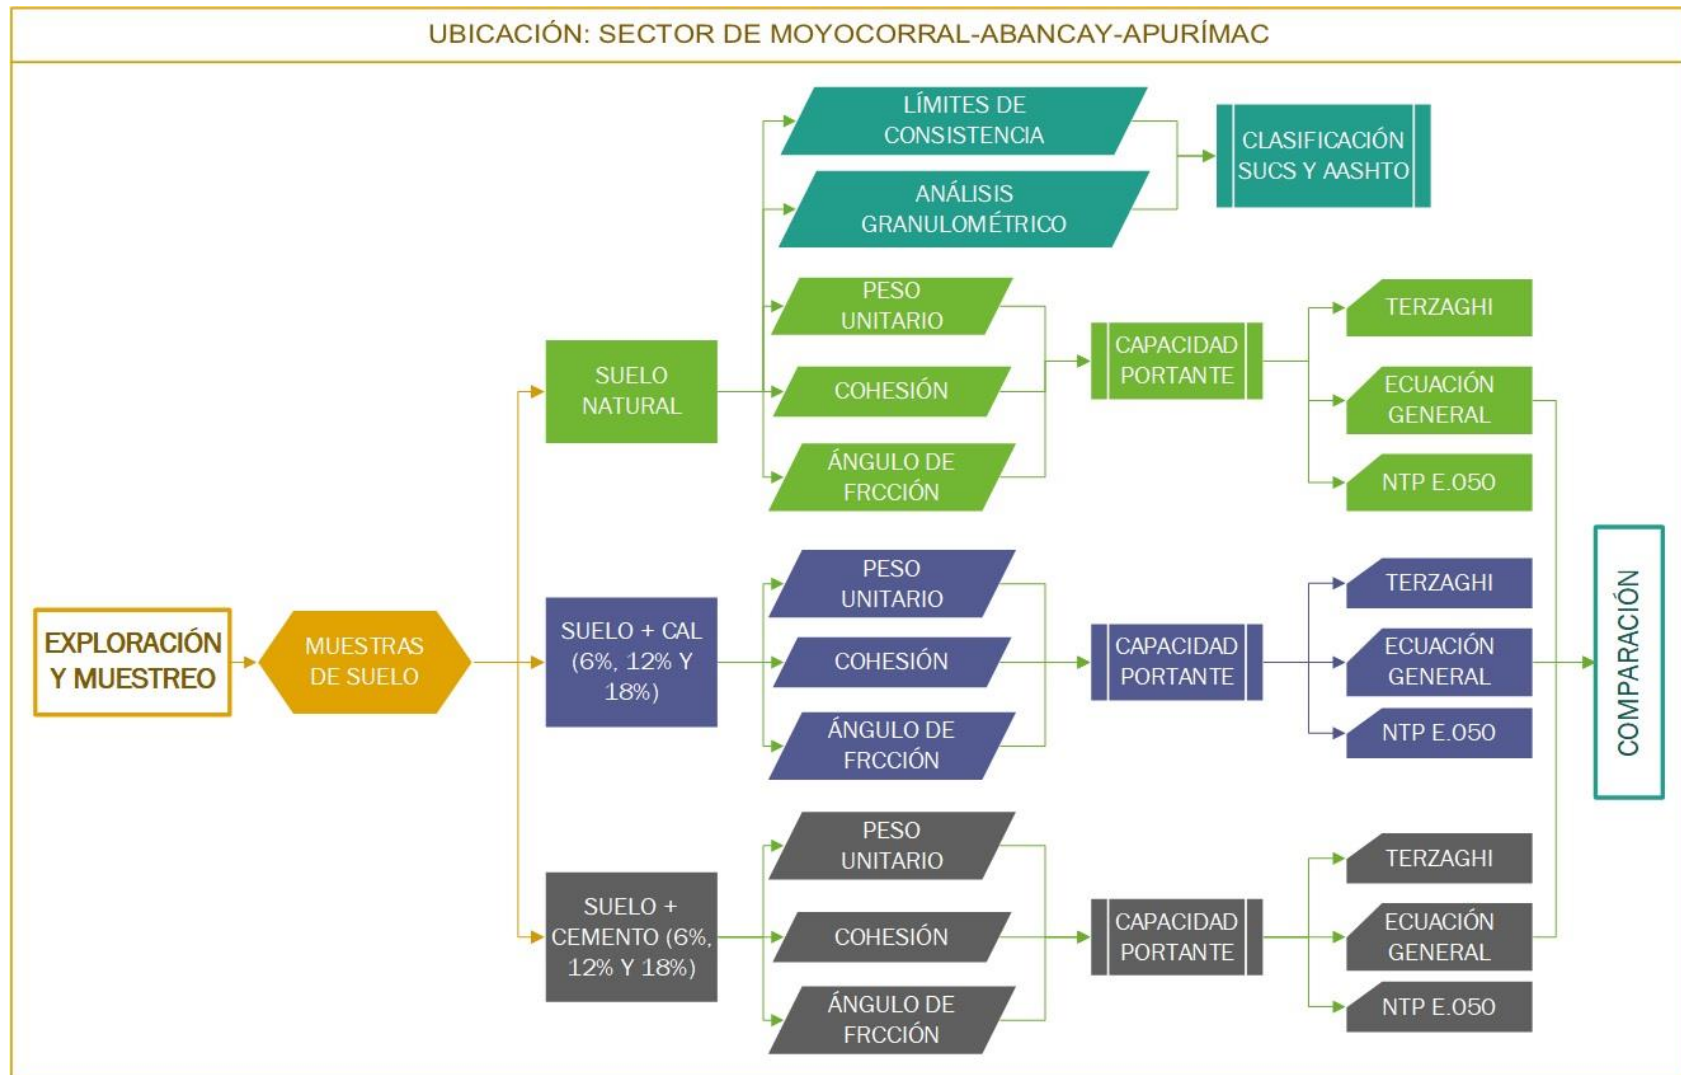 UBICACIÓN: SECTOR DE MOYOCORRAL-ABANCAY-APURÍMAC
LÍMITES DE
CONSISTENCIA
ANÁLISIS
GRANULOMÉTRICO
CLASIFICACIÓN
SUCS Y AASHTO
SUELO
NATURAL
PESO
UNITARIO
COHESIÓN
ÁNGULO DE
FRCCIÓN
CAPACIDAD
PORTANTE
TERZAGHI
ECUACIÓN
GENERAL
NTP E.050
EXPLORACIÓN
Y MUESTREO
MUESTRAS
DE SUELO
SUELO + CAL
(6%, 12% Y
18%)
PESO
UNITARIO
COHESIÓN
ÁNGULO DE
FRCCIÓN
CAPACIDAD
PORTANTE
TERZAGHI
ECUACIÓN
GENERAL
NTP E.050
SUELO +
CEMENTO (6%,
12% Y 18%)
PESO
UNITARIO
COHESIÓN
ÁNGULO DE
FRCCIÓN
CAPACIDAD
PORTANTE
TERZAGHI
ECUACIÓN
GENERAL
NTP E.050
COMPARACIÓN